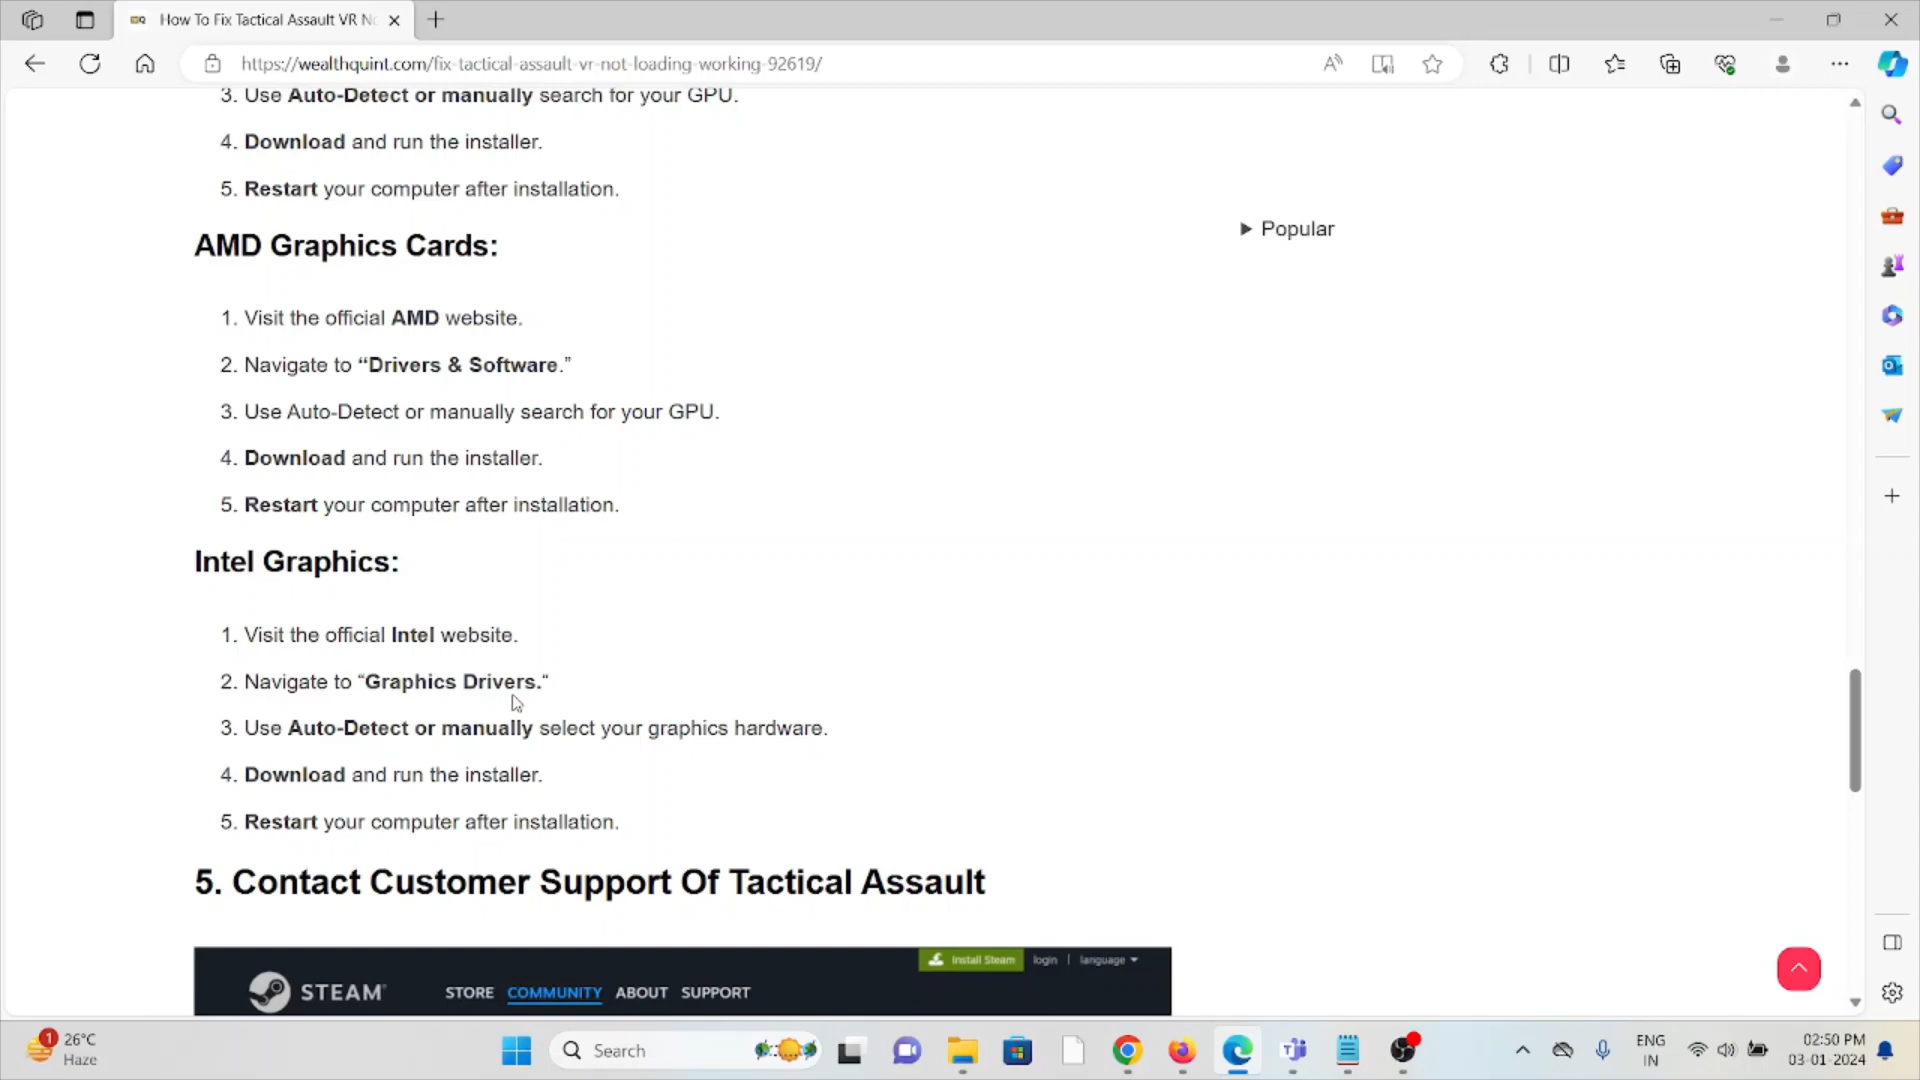 How To Fix Tactical Assault VR No
https://wealthquint.com/fix-tactical-assault-vr-not-loading-working-92619/
3. Use Auto-Detect or manually search for your GPU.
4. Download and run the installer.
5. Restart your computer after installation.
Popular
AMD Graphics Cards:
1. Visit the official AMD website.
2. Navigate to “Drivers & Software.”
3. Use Auto-Detect or manually search for your GPU.
4. Download and run the installer.
5. Restart your computer after installation.
Intel Graphics:
1. Visit the official Intel website.
2. Navigate to “Graphics Drivers.“
3. Use Auto-Detect or manually select your graphics hardware.
4. Download and run the installer.
5. Restart your computer after installation.
5. Contact Customer Support Of Tactical Assault
Install Steam login | language
STEAM STORE COMMUNITY ABOUT SUPPORT
1
26°C
Haze
Search
ENG
IN
02:50 PM
03-01-2024